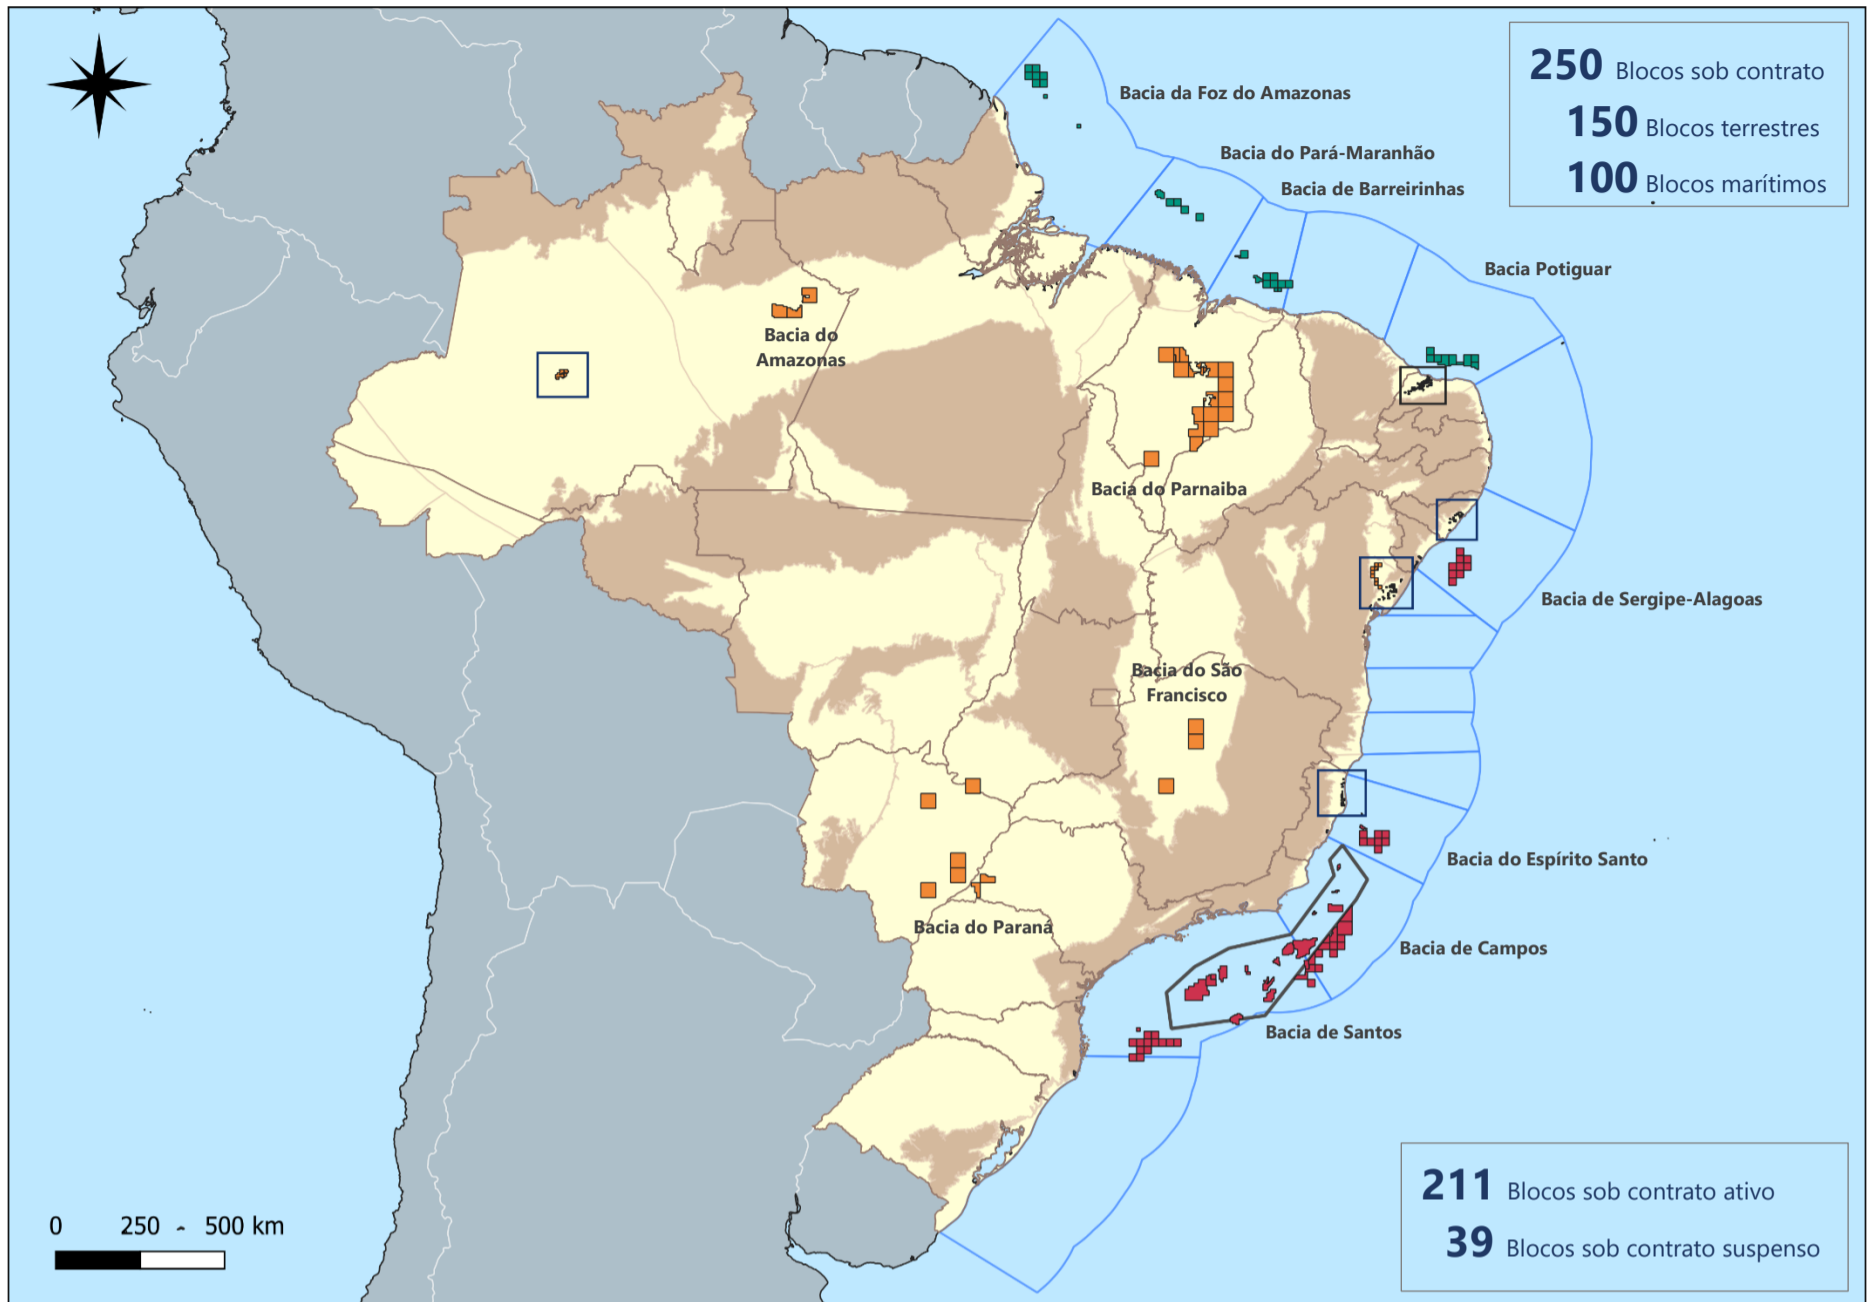 250 Blocos sob contrato
150 Blocos terrestres
100 Blocos marítimos
Bacia da Foz do Amazonas
Bacia do Pará-Maranhão
Bacia de Barreirinhas
Bacia Potiguar
Bacia do
Amazonas
Bacia do Parnaiba
Bacia de Sergipe-Alagoas
Bacia do São
Francisco
Bacia do Espírito Santo
Bacia do Paraná
Bacia de Campos
Bacia de Santos
211 Blocos sob contrato ativo
39 Blocos sob contrato suspenso
0 250 500 km